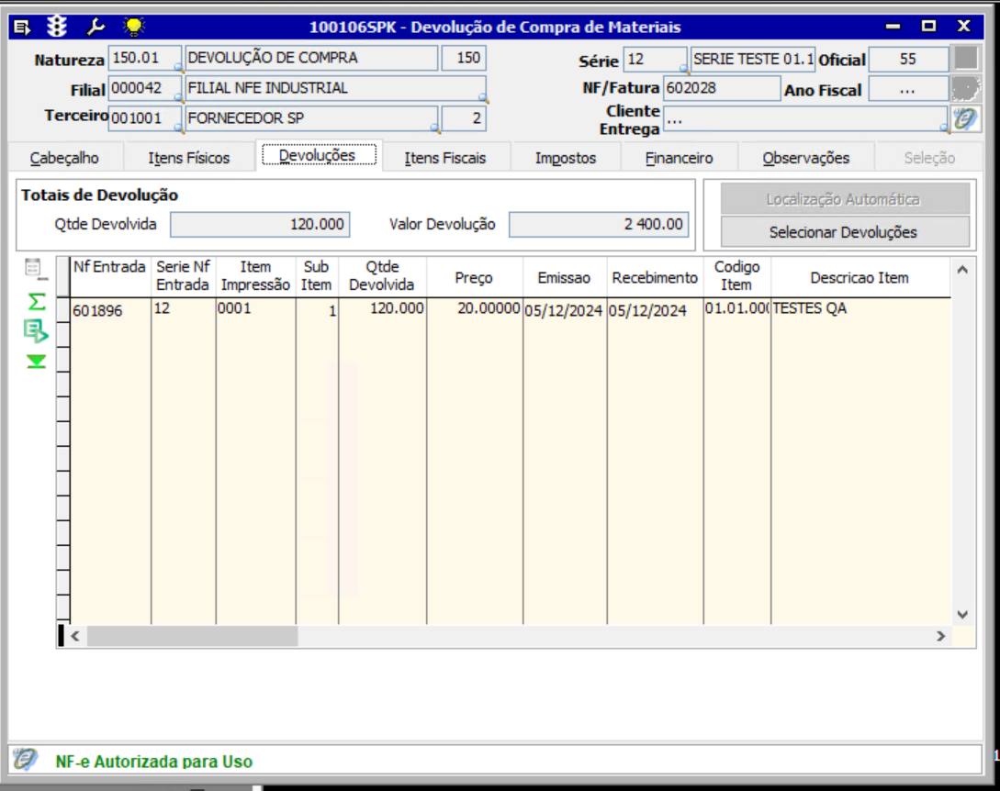 100106SPK - Devolução de Compra de Materiais
Natureza 150.01 DEVOLUÇÃO DE COMPRA 150 Série 12 SERIE TESTE 01.1 Oficial 55
Filial 000042 FILIAL NFE INDUSTRIAL NF/Fatura 602028 Ano Fiscal ...
Terceiro 001001 FORNECEDOR SP 2 Cliente Entrega ...
Cabeçalho Itens Físicos Devoluções Itens Fiscais Impostos Financeiro Observações Seleção
Totais de Devolução
Qtde Devolvida 120.000 Valor Devolução 2 400.00
Localização Automática
Selecionar Devoluções
Nf Entrada Serie Nf Entrada Item Impressão Sub Item Qtde Devolvida Preço Emissao Recebimento Codigo Item Descricao Item
601896 12 0001 1 120.000 20.00000 05/12/2024 05/12/2024 01.01.00 TESTES QA
NF-e Autorizada para Uso
1